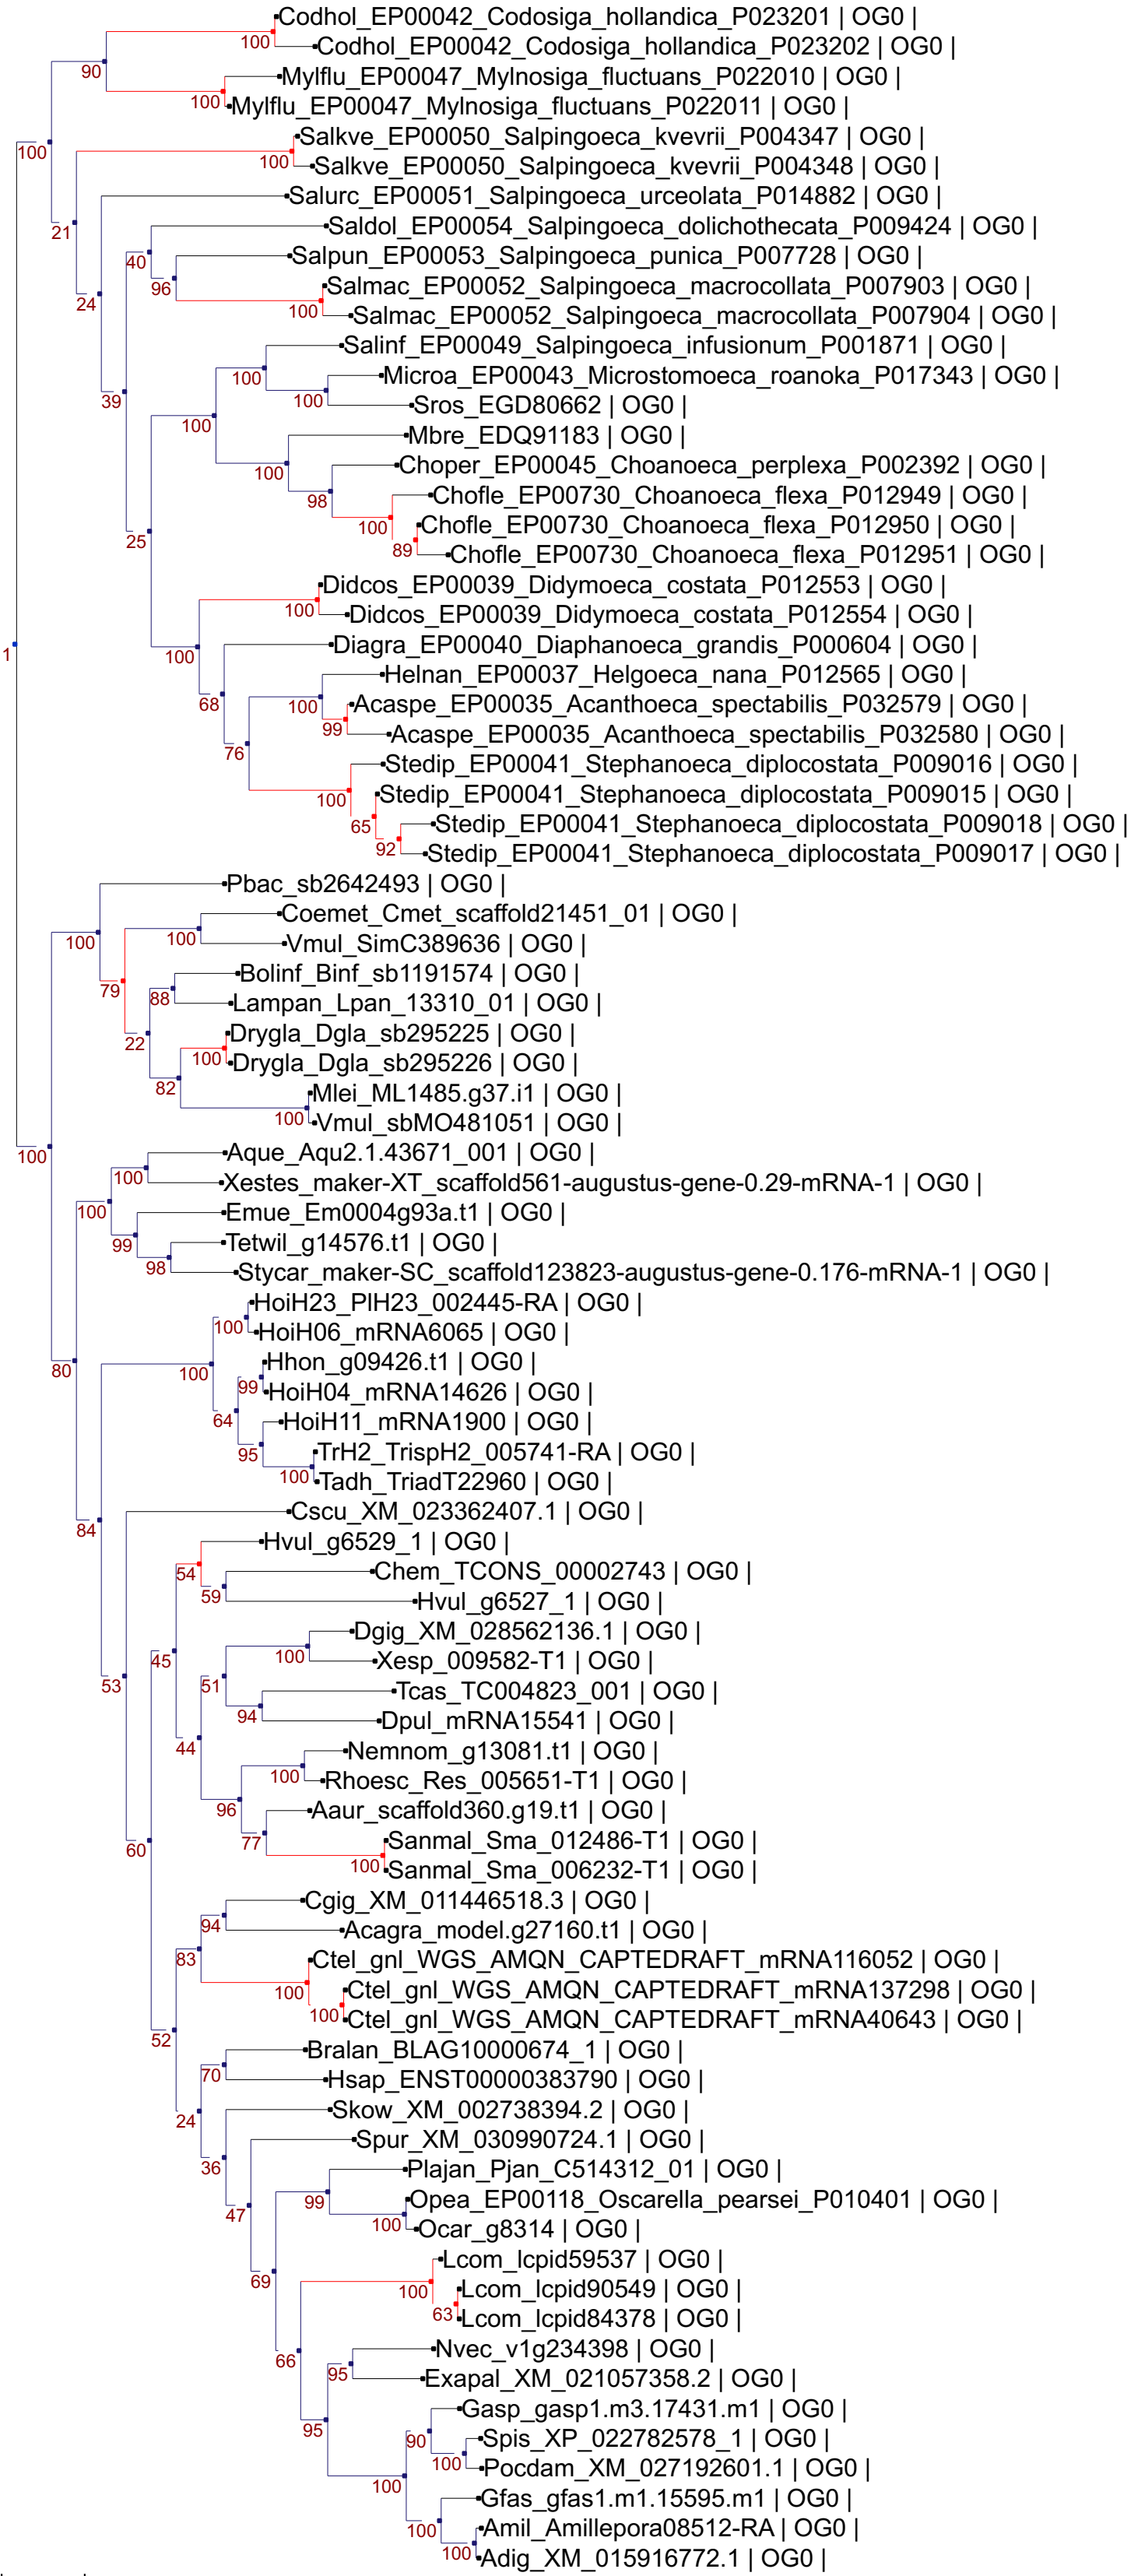 Codhol_EP00042_Codosiga_hollandica_P023201 | OG0 |
100
Codhol_EP00042_Codosiga_hollandica_P023202 | OG0 |
90
Mylflu_EP00047_Mylnosiga_fluctuans_P022010 | OG0 |
100
Mylflu_EP00047_Mylnosiga_fluctuans_P022011 | OG0 |
Salkve_EP00050_Salpingoeca_kvevrii_P004347 | OG0 |
100
100
Salkve_EP00050_Salpingoeca_kvevrii_P004348 | OG0 |
Salurc_EP00051_Salpingoeca_urceolata_P014882 | OG0 |
21
Saldol_EP00054_Salpingoeca_dolichothecata_P009424 | OG0 |
40
Salpun_EP00053_Salpingoeca_punica_P007728 | OG0 |
96
Salmac_EP00052_Salpingoeca_macrocollata_P007903 | OG0 |
24
100
Salmac_EP00052_Salpingoeca_macrocollata_P007904 | OG0 |
Salinf_EP00049_Salpingoeca_infusionum_P001871 | OG0 |
100
Microa_EP00043_Microstomoeca_roanoka_P017343 | OG0 |
39
100
Sros_EGD80662 | OG0 |
100
Mbre_EDQ91183 | OG0 |
100
Choper_EP00045_Choanoeca_perplexa_P002392 | OG0 |
98
Chofle_EP00730_Choanoeca_flexa_P012949 | OG0 |
100
Chofle_EP00730_Choanoeca_flexa_P012950 | OG0 |
25
89
Chofle_EP00730_Choanoeca_flexa_P012951 | OG0 |
Didcos_EP00039_Didymoeca_costata_P012553 | OG0 |
100
Didcos_EP00039_Didymoeca_costata_P012554 | OG0 |
1
100
Diagra_EP00040_Diaphanoeca_grandis_P000604 | OG0 |
Helnan_EP00037_Helgoeca_nana_P012565 | OG0 |
68
100
Acaspe_EP00035_Acanthoeca_spectabilis_P032579 | OG0 |
99
Acaspe_EP00035_Acanthoeca_spectabilis_P032580 | OG0 |
76
Stedip_EP00041_Stephanoeca_diplocostata_P009016 | OG0 |
100
Stedip_EP00041_Stephanoeca_diplocostata_P009015 | OG0 |
65
Stedip_EP00041_Stephanoeca_diplocostata_P009018 | OG0 |
92
Stedip_EP00041_Stephanoeca_diplocostata_P009017 | OG0 |
Pbac_sb2642493 | OG0 |
Coemet_Cmet_scaffold21451_01 | OG0 |
100
100
Vmul_SimC389636 | OG0 |
Bolinf_Binf_sb1191574 | OG0 |
79
88
Lampan_Lpan_13310_01 | OG0 |
Drygla_Dgla_sb295225 | OG0 |
22
100
Drygla_Dgla_sb295226 | OG0 |
82
Mlei_ML1485.g37.i1 | OG0 |
100
Vmul_sbMO481051 | OG0 |
100
Aque_Aqu2.1.43671_001 | OG0 |
100
Xestes_maker-XT_scaffold561-augustus-gene-0.29-mRNA-1 | OG0 |
100
Emue_Em0004g93a.t1 | OG0 |
99
Tetwil_g14576.t1 | OG0 |
98
Stycar_maker-SC_scaffold123823-augustus-gene-0.176-mRNA-1 | OG0 |
HoiH23_PlH23_002445-RA | OG0 |
100
HoiH06_mRNA6065 | OG0 |
80
100
Hhon_g09426.t1 | OG0 |
99
HoiH04_mRNA14626 | OG0 |
64
HoiH11_mRNA1900 | OG0 |
95
TrH2_TrispH2_005741-RA | OG0 |
100
Tadh_TriadT22960 | OG0 |
Cscu_XM_023362407.1 | OG0 |
84
Hvul_g6529_1 | OG0 |
54
Chem_TCONS_00002743 | OG0 |
59
Hvul_g6527_1 | OG0 |
Dgig_XM_028562136.1 | OG0 |
100
45
Xesp_009582-T1 | OG0 |
53
51
Tcas_TC004823_001 | OG0 |
94
Dpul_mRNA15541 | OG0 |
44
Nemnom_g13081.t1 | OG0 |
100
Rhoesc_Res_005651-T1 | OG0 |
96
Aaur_scaffold360.g19.t1 | OG0 |
77
Sanmal_Sma_012486-T1 | OG0 |
60
100
Sanmal_Sma_006232-T1 | OG0 |
Cgig_XM_011446518.3 | OG0 |
94
Acagra_model.g27160.t1 | OG0 |
83
Ctel_gnl_WGS_AMQN_CAPTEDRAFT_mRNA116052 | OG0 |
100
Ctel_gnl_WGS_AMQN_CAPTEDRAFT_mRNA137298 | OG0 |
100
Ctel_gnl_WGS_AMQN_CAPTEDRAFT_mRNA40643 | OG0 |
52
Bralan_BLAG10000674_1 | OG0 |
70
Hsap_ENST00000383790 | OG0 |
24
Skow_XM_002738394.2 | OG0 |
Spur_XM_030990724.1 | OG0 |
36
Plajan_Pjan_C514312_01 | OG0 |
99
Opea_EP00118_Oscarella_pearsei_P010401 | OG0 |
47
100
Ocar_g8314 | OG0 |
Lcom_lcpid59537 | OG0 |
69
100
Lcom_lcpid90549 | OG0 |
63
Lcom_lcpid84378 | OG0 |
Nvec_v1g234398 | OG0 |
66
95
Exapal_XM_021057358.2 | OG0 |
Gasp_gasp1.m3.17431.m1 | OG0 |
95
90
Spis_XP_022782578_1 | OG0 |
100
Pocdam_XM_027192601.1 | OG0 |
100
Gfas_gfas1.m1.15595.m1 | OG0 |
100
Amil_Amillepora08512-RA | OG0 |
100
Adig_XM_015916772.1 | OG0 |